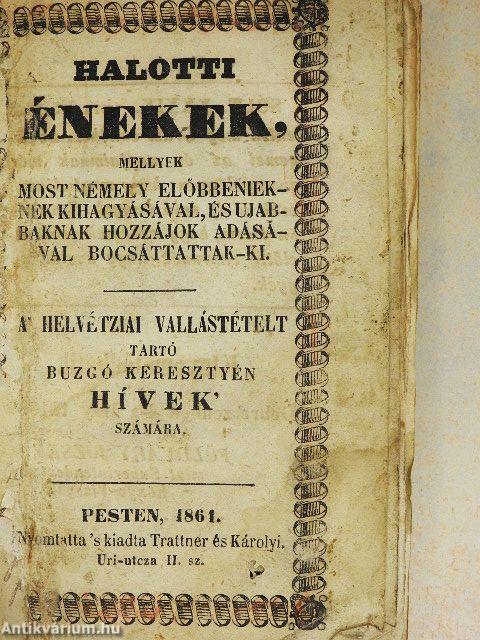 HALOTTI
ÉNEKEK,
MELLYEK
MOST NÉMELY ELŐBBENIEK-
NEK KIHAGYÁSÁVAL, ÉS UJAB-
BAKNAK HOZZÁJOK ADÁSÁ-
VAL BOCSÁTTATTAK-KI.
A' HELVÉTZIAI VALLÁSTÉTELT
TARTÓ
BUZGÓ KERESZTYÉN
HÍVEK'
SZÁMÁRA.
PESTEN, 1861.
Nyomtatta 's kiadta Trattner és Károlyi.
Uri-utcza II. sz.
Antikvárium.hu